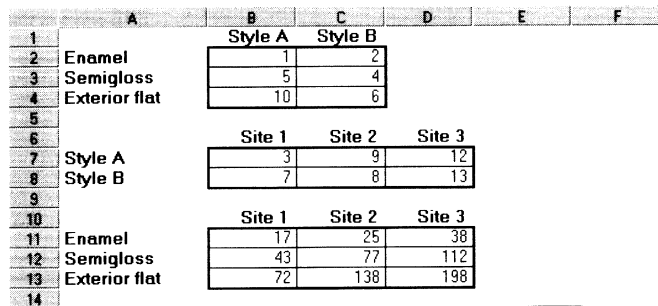 A B C D E F
1 Style A Style B
2 Enamel 1 2
3 Semigloss 5 4
4 Exterior flat 10 6
5
6 Site 1 Site 2 Site 3
7 Style A 3 9 12
8 Style B 7 8 13
9
10 Site 1 Site 2 Site 3
11 Enamel 17 25 38
12 Semigloss 43 77 112
13 Exterior flat 72 138 198
14